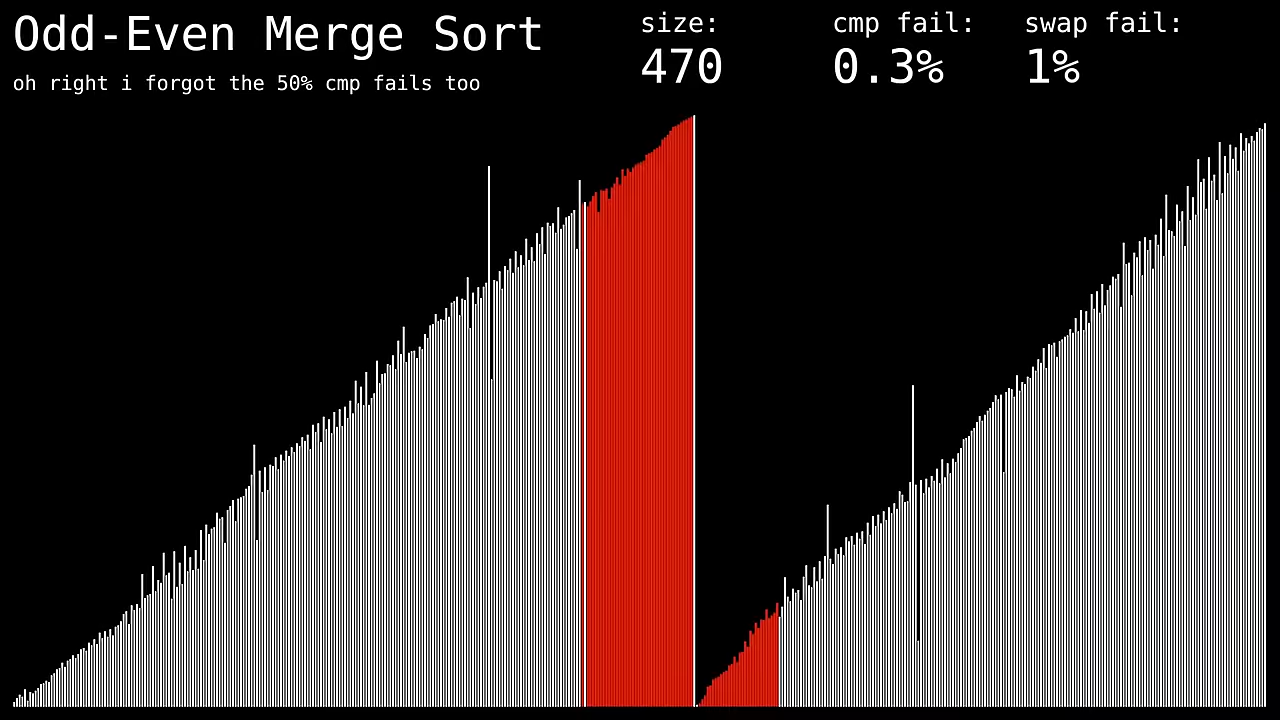 Odd-Even Merge Sort
oh right i forgot the 50% cmp fails too
size:
470
cmp fail:
0.3%
swap fail:
1%